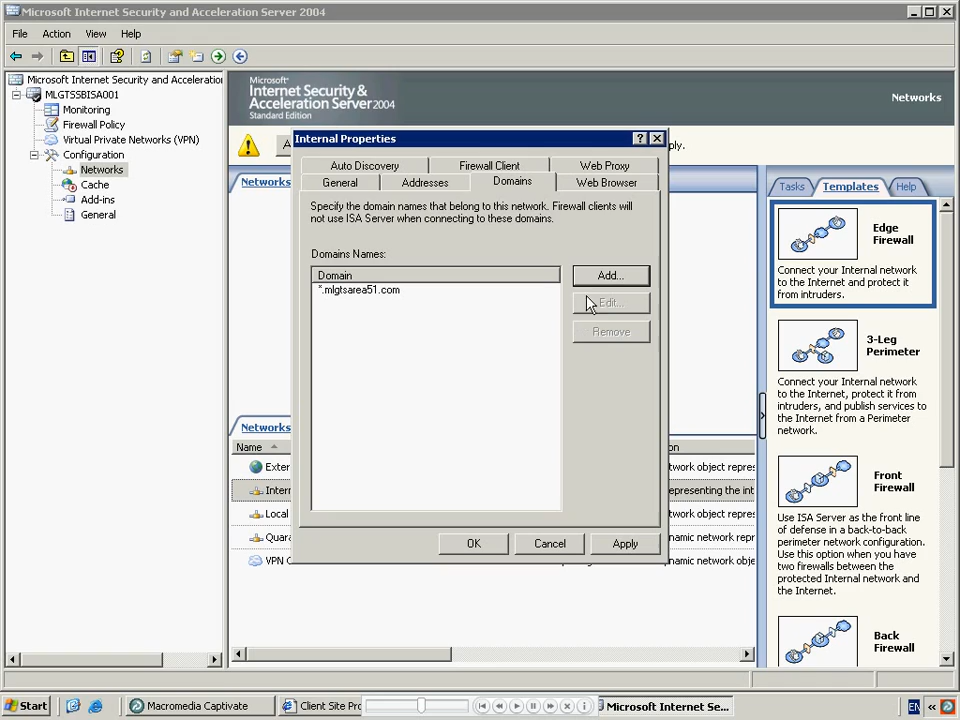 Microsoft Internet Security and Acceleration Server 2004
File Action View Help
Microsoft Internet Security and Acceleration
MLGTSSBISA001
Monitoring
Firewall Policy
Virtual Private Networks (VPN)
Configuration
Networks
Cache
Add-ins
General
Microsoft
Internet Security &
Acceleration Server 2004
Standard Edition
Networks
A
ply.
Networks
Internal Properties
Auto Discovery Firewall Client Web Proxy
General Addresses Domains Web Browser
Specify the domain names that belong to this network. Firewall clients will
not use ISA Server when connecting to these domains.
Domains Names:
Domain
*.mlgtsarea51.com
Add...
Edit...
Remove
OK Cancel Apply
Networks
Name on
Exter twork object repres
Intern epresenting the int
Local twork object repres
Quara namic network repr
VPN C namic network obje
Tasks Templates Help
Edge
Firewall
Connect your Internal network
to the Internet and protect it
from intruders.
3-Leg
Perimeter
Connect your Internal network
to the Internet, protect it from
intruders, and publish services to
the Internet from a Perimeter
network.
Front
Firewall
Use ISA Server as the front line
of defense in a back-to-back
perimeter network configuration.
Use this option when you have
two firewalls between the
protected Internal network and
the Internet.
Back
Firewall
Start Macromedia Captivate Client Site Pro Microsoft Internet Se... EN